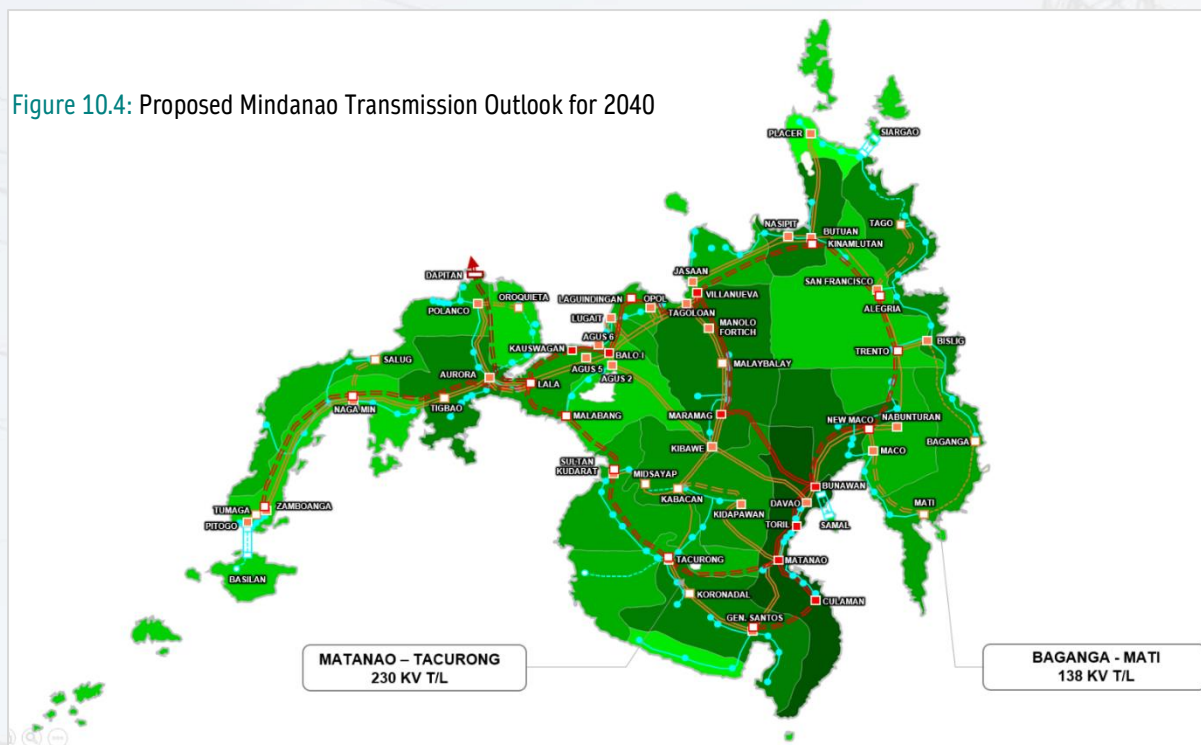 Figure 10.4: Proposed Mindanao Transmission Outlook for 2040
PLACER
SIARGAO
NASIPIT
BUTUAN
TAGO
KINAMLUTAN
DAPITAN
JASAAN
SAN FRANCISCO
OROQUIETA
LAGUINDINGAN
OPOL
VILLANUEVA
ALEGRIA
POLANCO
LUGAIT
TAGOLOAN
MANOLO
FORTICH
AGUS 6
KAUSWAGAN
BALO I
BISLIG
TRENTO
SALUG
AGUS 5
AGUS 2
MALAYBALAY
AURORA
LALA
NAGA MIN
TIGBAO
MALABANG
MARAMAG
NEW MACO
NABUNTURAN
KIBAWE
MACO
BAGANGA
SULTAN
KUDARAT
MIDSAYAP
KABACAN
BUNAWAN
ZAMBOANGA
TUMAGA
PITOGO
KIDAPAWAN
DAVAO
MATI
SAMAL
TORIL
TACURONG
MATANAO
BASILAN
KORONADAL
CULAMAN
GEN. SANTOS
MATANAO – TACURONG
230 KV T/L
BAGANGA - MATI
138 KV T/L